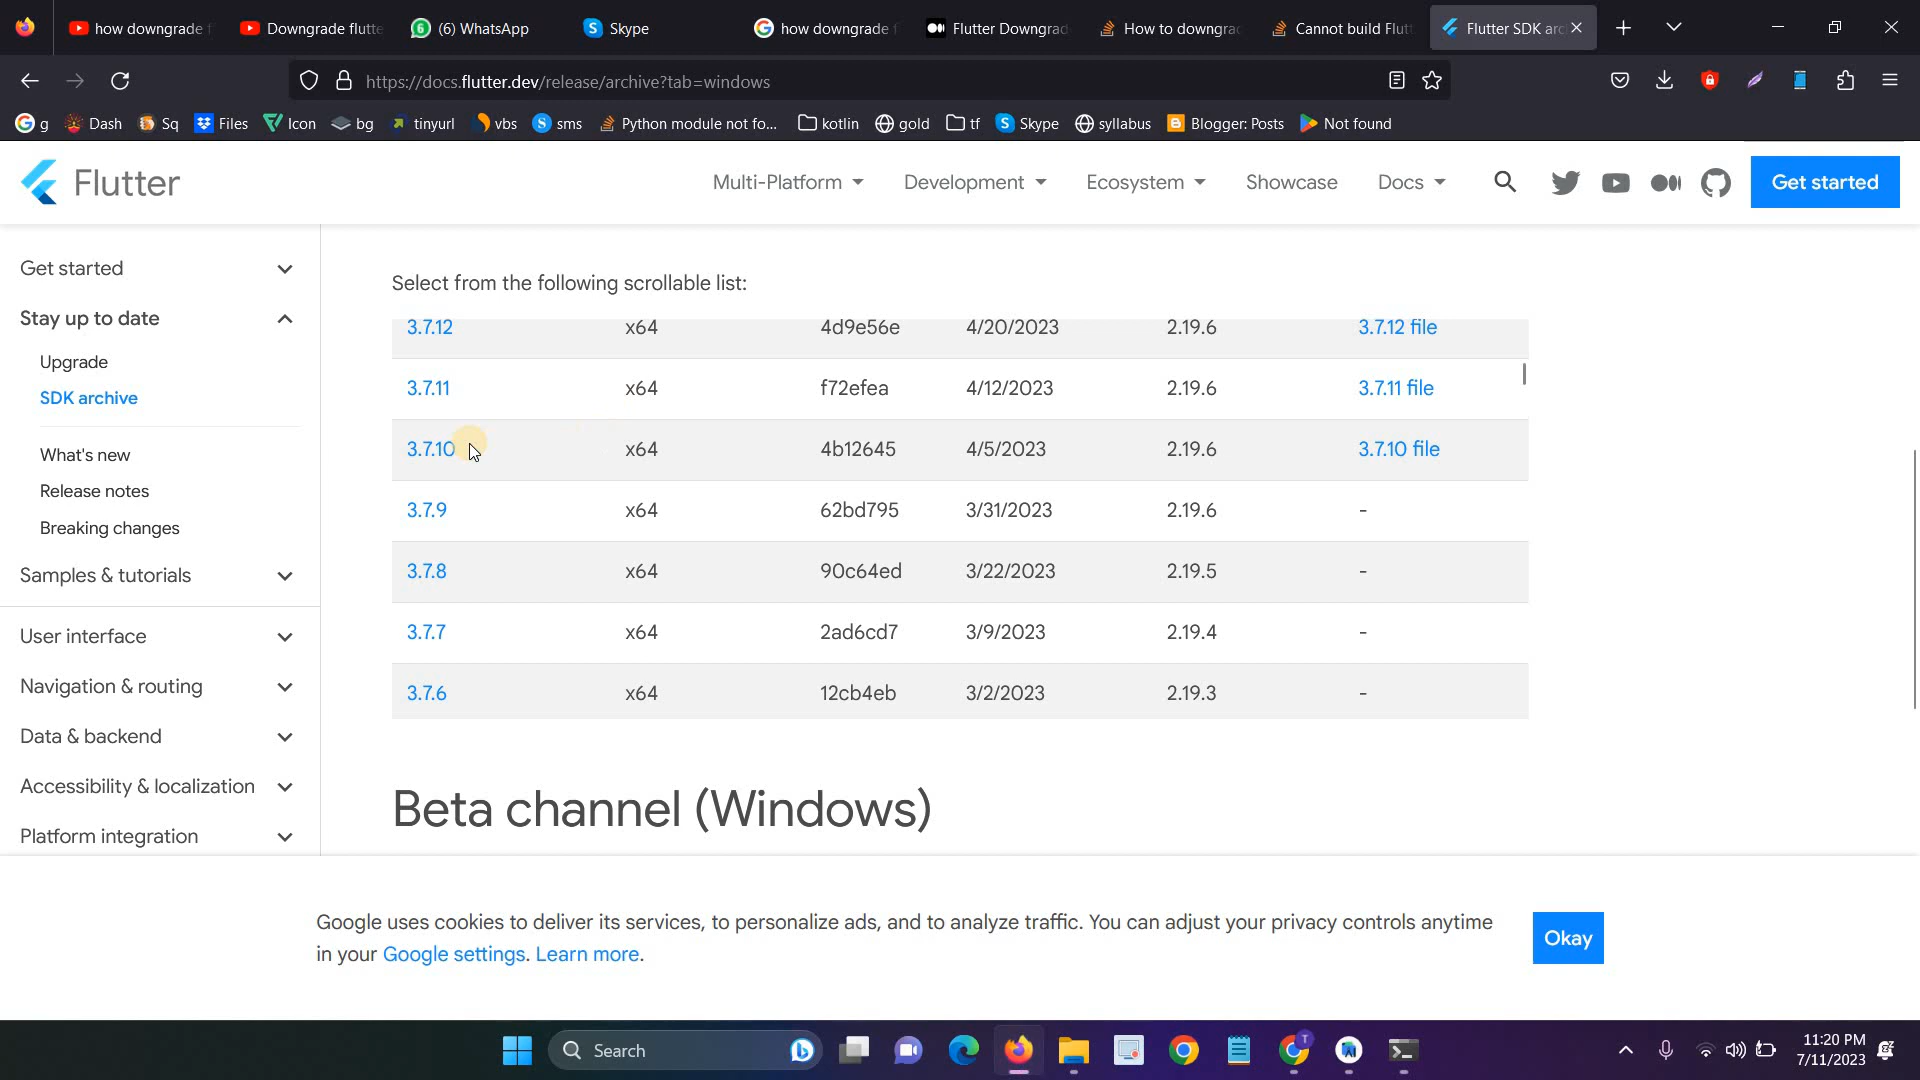 how downgrade f
Downgrade flutte
(6) WhatsApp
Skype
how downgrade f
Flutter Downgrad
How to downgrad
Cannot build Flutt
Flutter SDK arc
https://docs.flutter.dev/release/archive?tab=windows
g
Dash
Sq
Files
Icon
bg
tinyurl
vbs
sms
Python module not fo...
kotlin
gold
tf
Skype
syllabus
Blogger: Posts
Not found
Flutter
Multi-Platform
Development
Ecosystem
Showcase
Docs
Get started
Get started
Stay up to date
Upgrade
SDK archive
What's new
Release notes
Breaking changes
Samples & tutorials
User interface
Navigation & routing
Data & backend
Accessibility & localization
Platform integration
Select from the following scrollable list:
3.7.12 x64 4d9e56e 4/20/2023 2.19.6 3.7.12 file
3.7.11 x64 f72efea 4/12/2023 2.19.6 3.7.11 file
3.7.10 x64 4b12645 4/5/2023 2.19.6 3.7.10 file
3.7.9 x64 62bd795 3/31/2023 2.19.6 -
3.7.8 x64 90c64ed 3/22/2023 2.19.5 -
3.7.7 x64 2ad6cd7 3/9/2023 2.19.4 -
3.7.6 x64 12cb4eb 3/2/2023 2.19.3 -
Beta channel (Windows)
Google uses cookies to deliver its services, to personalize ads, and to analyze traffic. You can adjust your privacy controls anytime
in your Google settings. Learn more.
Okay
Search
T
11:20 PM
7/11/2023